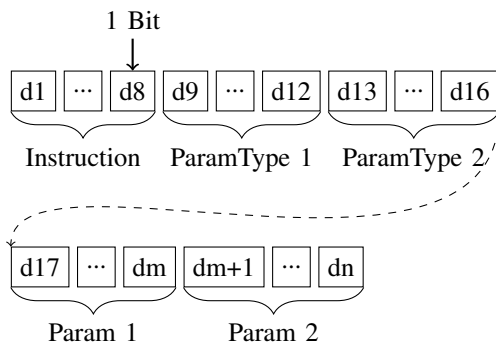 1 Bit
d1 ... d8 d9 ... d12 d13 ... d16
Instruction ParamType 1 ParamType 2
d17 ... dm dm+1 ... dn
Param 1 Param 2